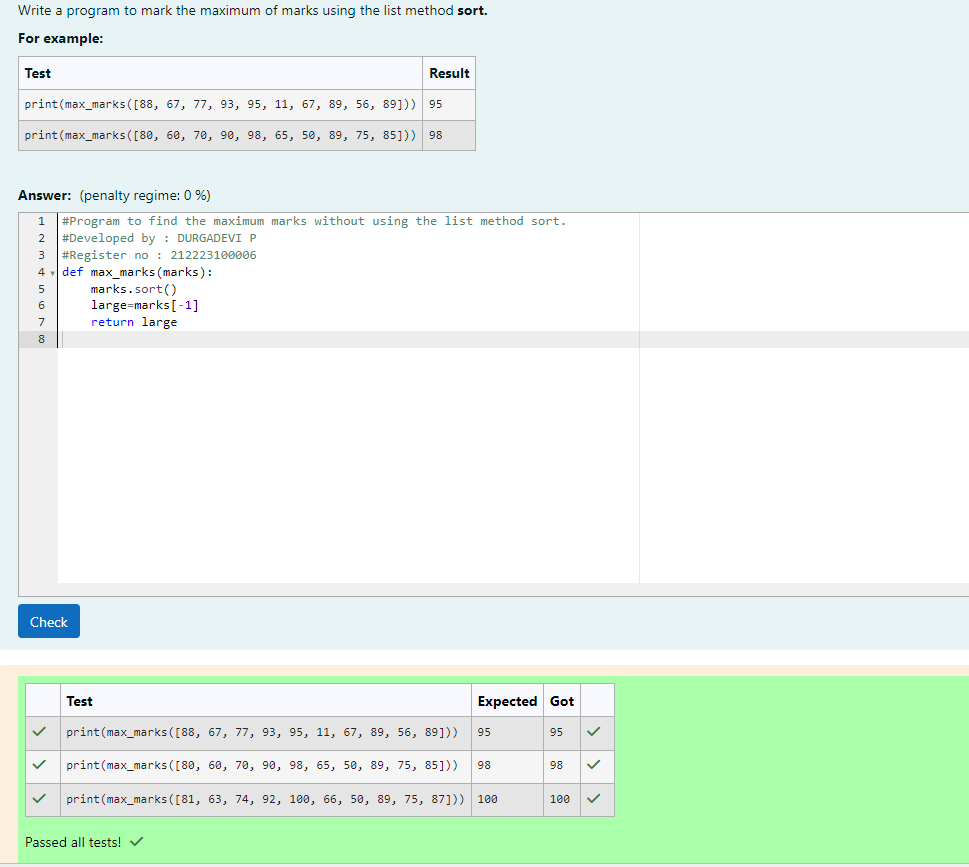 Write a program to mark the maximum of marks using the list method sort.
For example:
Test Result
print(max_marks([88, 67, 77, 93, 95, 11, 67, 89, 56, 89])) 95
print(max_marks([80, 60, 70, 90, 98, 65, 50, 89, 75, 85])) 98
Answer: (penalty regime: 0 %)
1 #Program to find the maximum marks without using the list method sort.
2 #Developed by : DURGADEVI P
3 #Register no : 212223100006
4 def max_marks(marks):
5     marks.sort()
6     large=marks[-1]
7     return large
8
Check
Test Expected Got
print(max_marks([88, 67, 77, 93, 95, 11, 67, 89, 56, 89])) 95 95
print(max_marks([80, 60, 70, 90, 98, 65, 50, 89, 75, 85])) 98 98
print(max_marks([81, 63, 74, 92, 100, 66, 50, 89, 75, 87])) 100 100
Passed all tests!